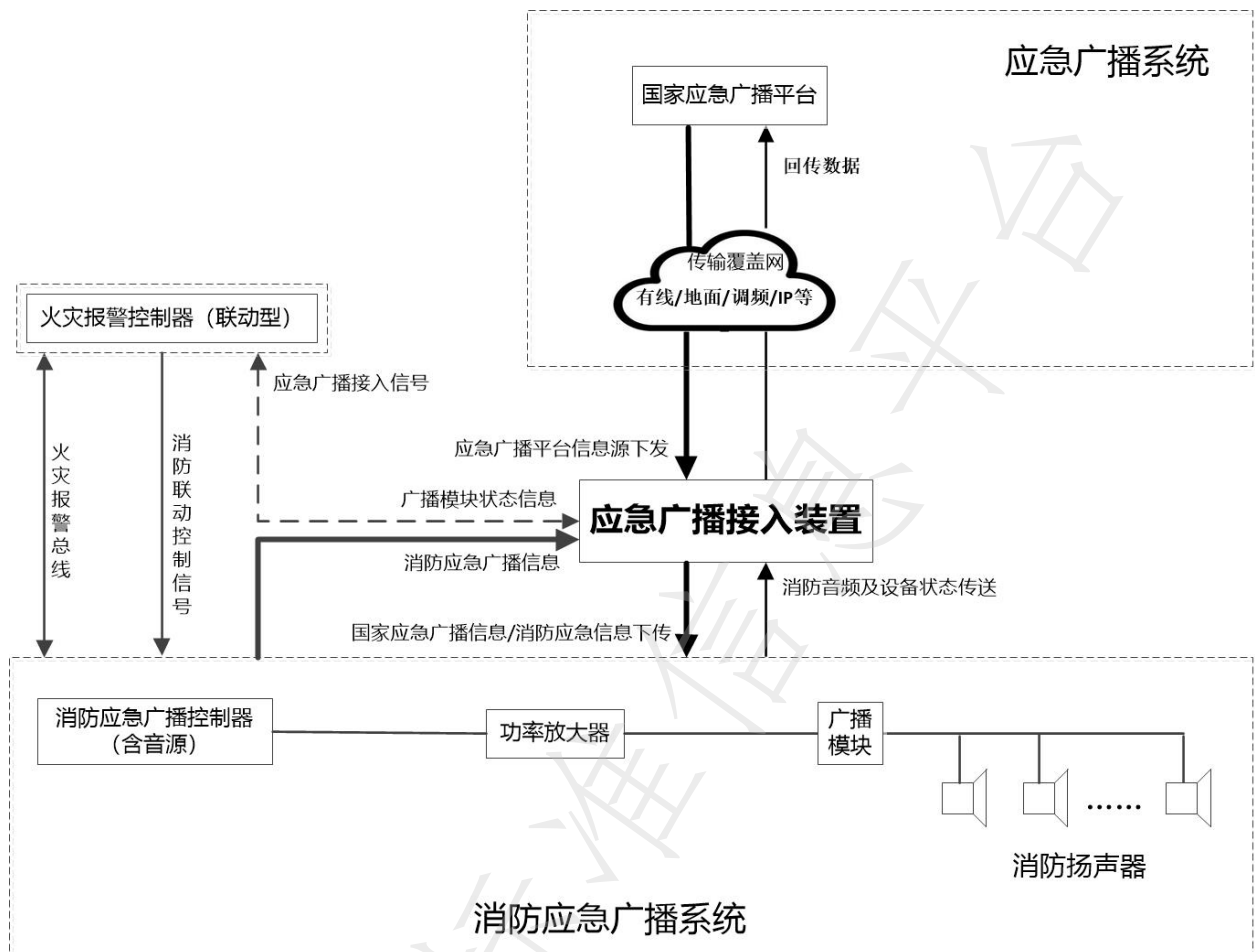 应急广播系统
国家应急广播平台
回传数据
传输覆盖网
有线/地面/调频/IP等
火灾报警控制器（联动型）
应急广播接入信号
火灾报警总线
消防联动控制信号
应急广播平台信息源下发
广播模块状态信息
应急广播接入装置
消防应急广播信息
消防音频及设备状态传送
国家应急广播信息/消防应急信息下传
消防应急广播控制器
（含音源）
功率放大器
广播
模块
……
消防扬声器
消防应急广播系统
标准信息平台